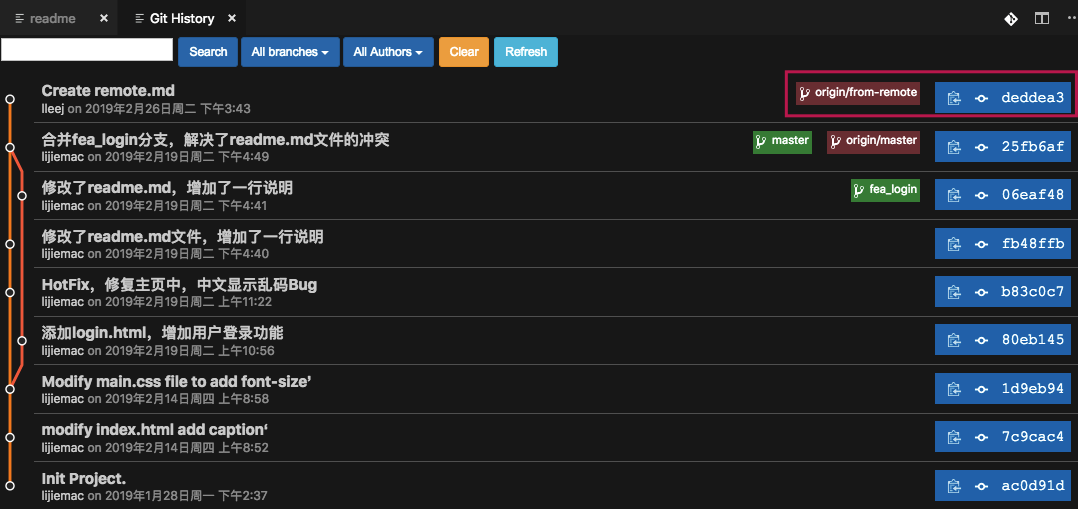 readme × Git History ×
Search All branches All Authors Clear Refresh
Create remote.md origin/from-remote deddea3
lleej on 2019年2月26日周二 下午3:43
合并fea_login分支，解决了readme.md文件的冲突 master origin/master 25fb6af
lijiemac on 2019年2月19日周二 下午4:49
修改了readme.md，增加了一行说明 fea_login 06eaf48
lijiemac on 2019年2月19日周二 下午4:41
修改了readme.md文件，增加了一行说明 fb48ffb
lijiemac on 2019年2月19日周二 下午4:40
HotFix，修复主页中，中文显示乱码Bug b83c0c7
lijiemac on 2019年2月19日周二 上午11:22
添加login.html，增加用户登录功能 80eb145
lijiemac on 2019年2月19日周二 上午10:56
Modify main.css file to add font-size’ 1d9eb94
lijiemac on 2019年2月14日周四 上午8:58
modify index.html add caption‘ 7c9cac4
lijiemac on 2019年2月14日周四 上午8:52
Init Project. ac0d91d
lijiemac on 2019年1月28日周一 下午2:37